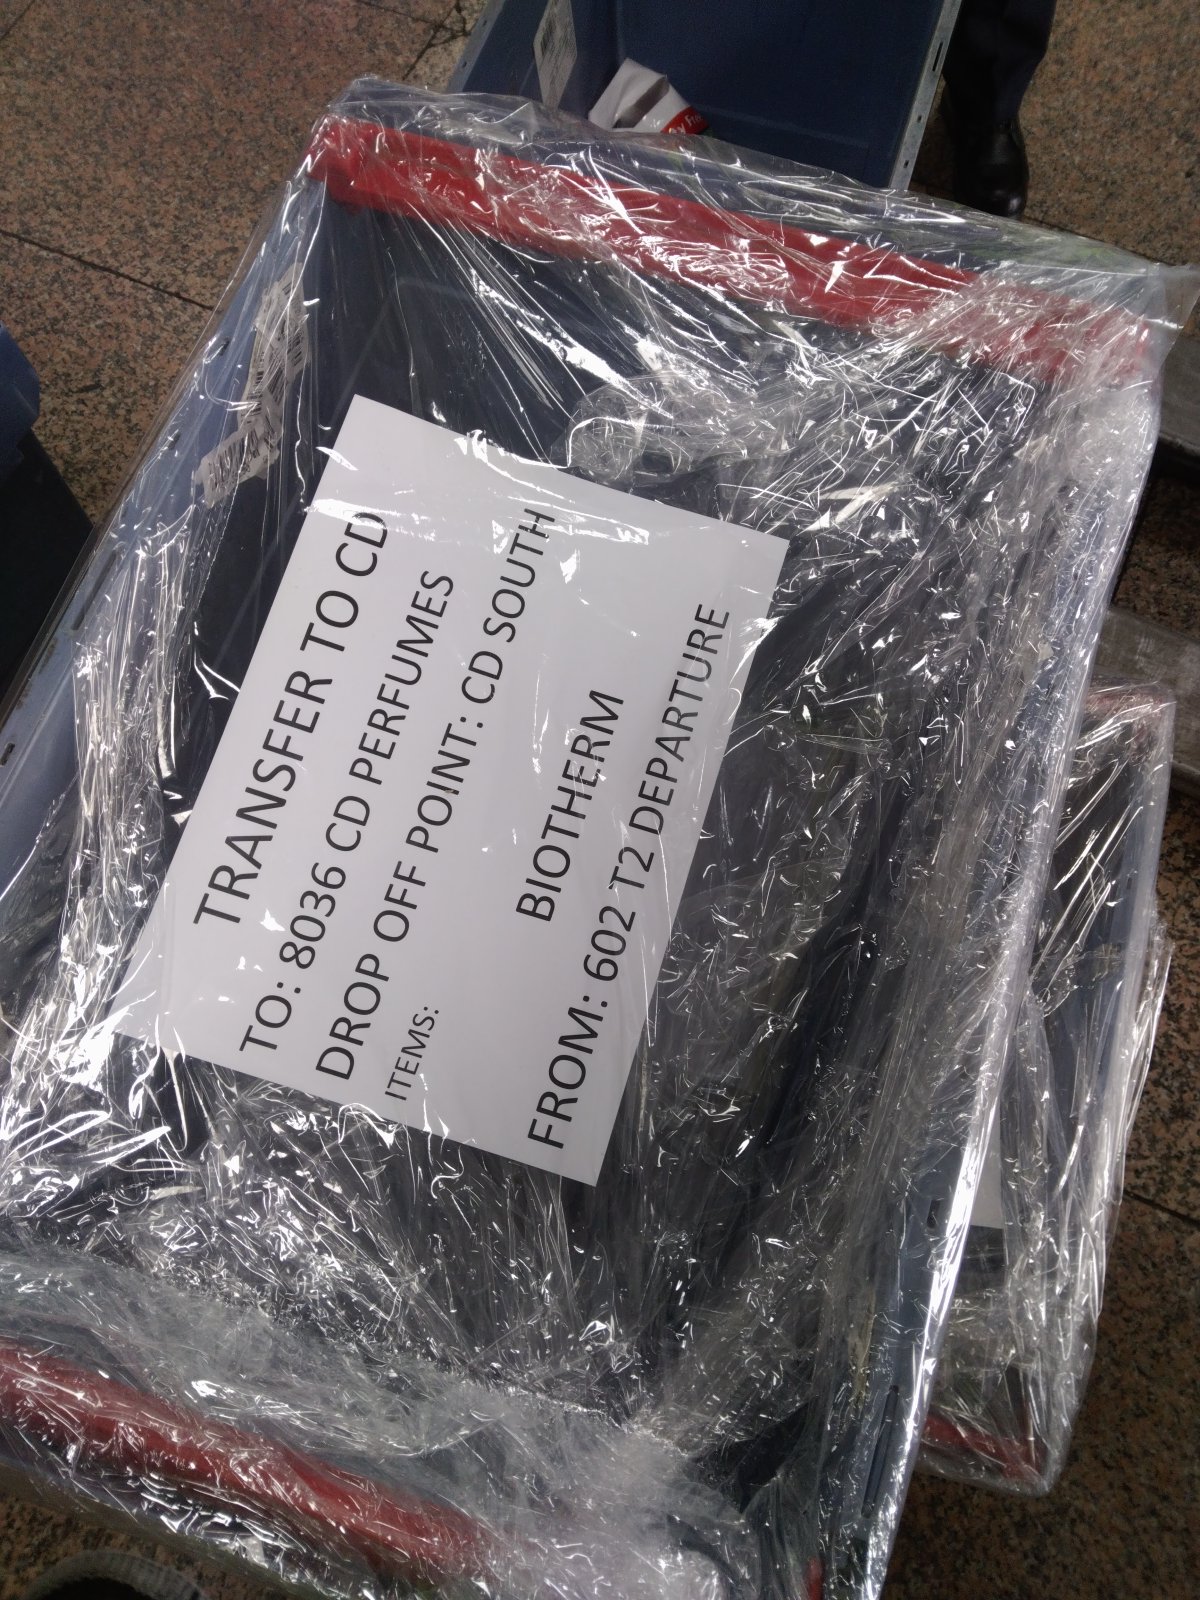 TRANSFER TO CD
TO: 8036 CD PERFUMES
DROP OFF POINT: CD SOUTH
ITEMS:
BIOTHERM
FROM: 602 T2 DEPARTURE